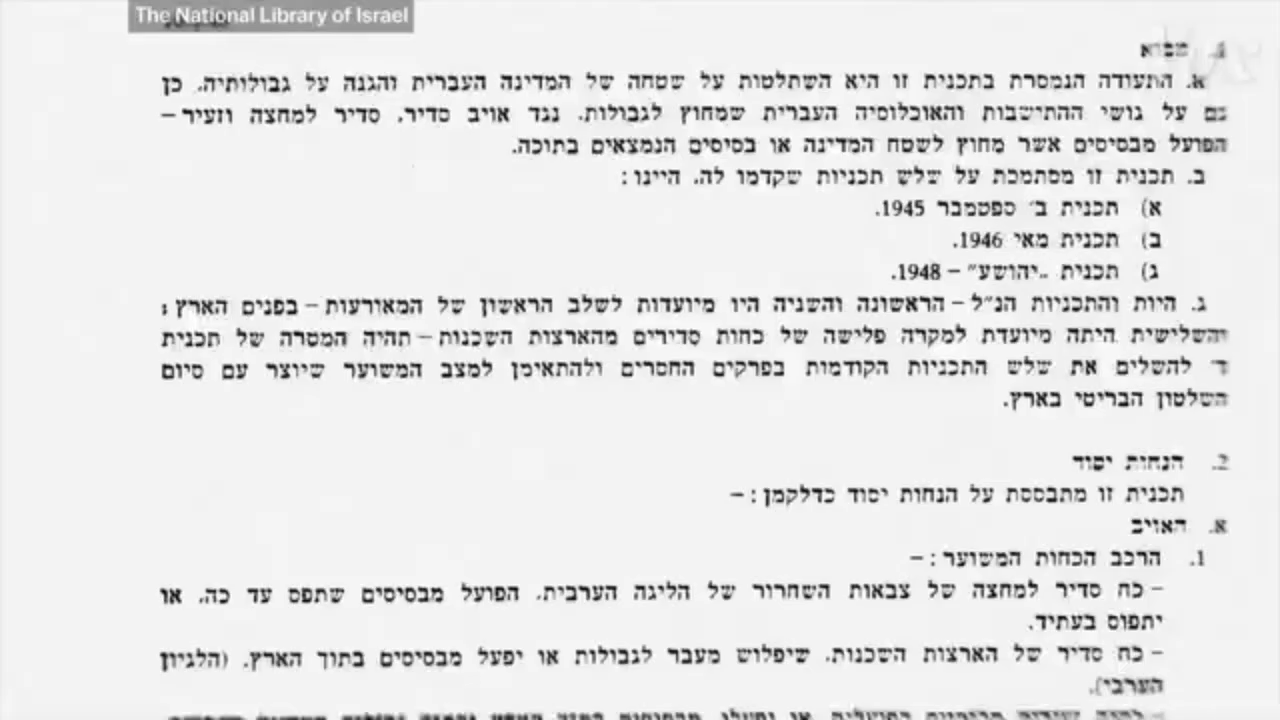 The National Library of Israel
1. מבוא
א. התעודה הנמסרת בתכנית זו היא השתלטות על שטחה של המדינה העברית והגנה על גבולותיה, כן
גם על גושי ההתישבות והאוכלוסיה העברית שמחוץ לגבולות, נגד אויב סדיר, סדיר למחצה וזעיר –
הפועל מבסיסים אשר מחוץ לשטח המדינה או בסיסים הנמצאים בתוכה.
ב. תכנית זו מסתמכת על שלש תכניות שקדמו לה, היינו :
א) תכנית ב׳ ספטמבר 1945.
ב) תכנית מאי 1946.
ג) תכנית „יהושע״ – 1948.
ג. היות והתכניות הנ״ל – הראשונה והשניה היו מיועדות לשלב הראשון של המאורעות – בפנים הארץ ;
והשלישית היתה מיועדת למקרה פלישה של כחות סדירים מהארצות השכנות – תהיה המטרה של תכנית
ד׳ להשלים את שלש התכניות הקודמות בפרקים החסרים ולהתאימן למצב המשוער שיוצר עם סיום
השלטון הבריטי בארץ.
2. הנחות יסוד
תכנית זו מתבססת על הנחות יסוד כדלקמן : –
א. האויב
1. הרכב הכחות המשוער : –
– כח סדיר למחצה של צבאות השחרור של הליגה הערבית, הפועל מבסיסים שתפס עד כה, או
יתפוס בעתיד.
– כח סדיר של הארצות השכנות, שיפלוש מעבר לגבולות או יפעל מבסיסים בתוך הארץ, (הלגיון
הערבי).